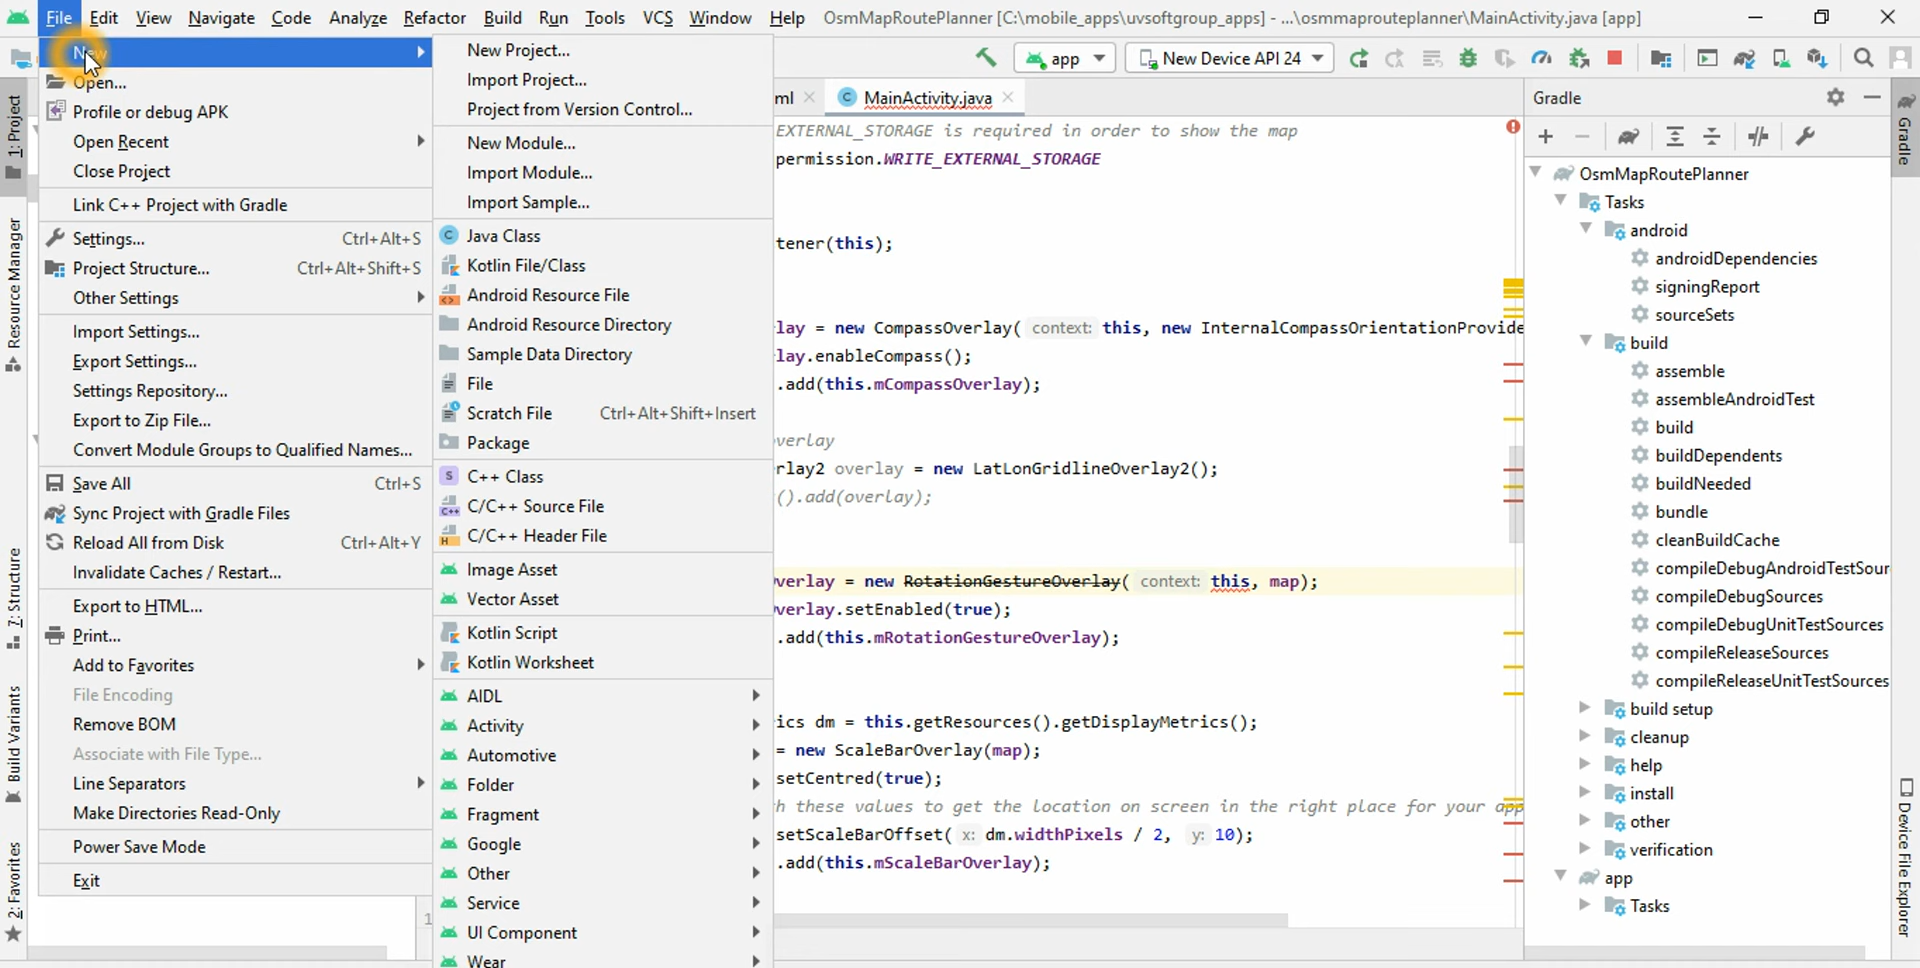 File Edit View Navigate Code Analyze Refactor Build Run Tools VCS Window Help OsmMapRoutePlanner [C:\mobile_apps\uvsoftgroup_apps] - ...\osmmaprouteplanner\MainActivity.java [app]
app New Device API 24
New
Open...
Profile or debug APK
Open Recent
Close Project
Link C++ Project with Gradle
Settings... Ctrl+Alt+S
Project Structure... Ctrl+Alt+Shift+S
Other Settings
Import Settings...
Export Settings...
Settings Repository...
Export to Zip File...
Convert Module Groups to Qualified Names...
Save All Ctrl+S
Sync Project with Gradle Files
Reload All from Disk Ctrl+Alt+Y
Invalidate Caches / Restart...
Export to HTML...
Print...
Add to Favorites
File Encoding
Remove BOM
Associate with File Type...
Line Separators
Make Directories Read-Only
Power Save Mode
Exit
New Project...
Import Project...
Project from Version Control...
New Module...
Import Module...
Import Sample...
Java Class
Kotlin File/Class
Android Resource File
Android Resource Directory
Sample Data Directory
File
Scratch File Ctrl+Alt+Shift+Insert
Package
C++ Class
C/C++ Source File
C/C++ Header File
Image Asset
Vector Asset
Kotlin Script
Kotlin Worksheet
AIDL
Activity
Automotive
Folder
Fragment
Google
Other
Service
UI Component
Wear
ml MainActivity.java
EXTERNAL_STORAGE is required in order to show the map
permission.WRITE_EXTERNAL_STORAGE
tener(this);
lay = new CompassOverlay( context: this, new InternalCompassOrientationProvide
lay.enableCompass();
.add(this.mCompassOverlay);
verlay
rlay2 overlay = new LatLonGridlineOverlay2();
().add(overlay);
verlay = new RotationGestureOverlay( context: this, map);
verlay.setEnabled(true);
.add(this.mRotationGestureOverlay);
ics dm = this.getResources().getDisplayMetrics();
= new ScaleBarOverlay(map);
setCentred(true);
h these values to get the location on screen in the right place for your app
setScaleBarOffset( x: dm.widthPixels / 2, y: 10);
.add(this.mScaleBarOverlay);
Gradle
OsmMapRoutePlanner
Tasks
android
androidDependencies
signingReport
sourceSets
build
assemble
assembleAndroidTest
build
buildDependents
buildNeeded
bundle
cleanBuildCache
compileDebugAndroidTestSour
compileDebugSources
compileDebugUnitTestSources
compileReleaseSources
compileReleaseUnitTestSources
build setup
cleanup
help
install
other
verification
app
Tasks
1: Project
Resource Manager
7: Structure
Build Variants
2: Favorites
Gradle
Device File Explorer